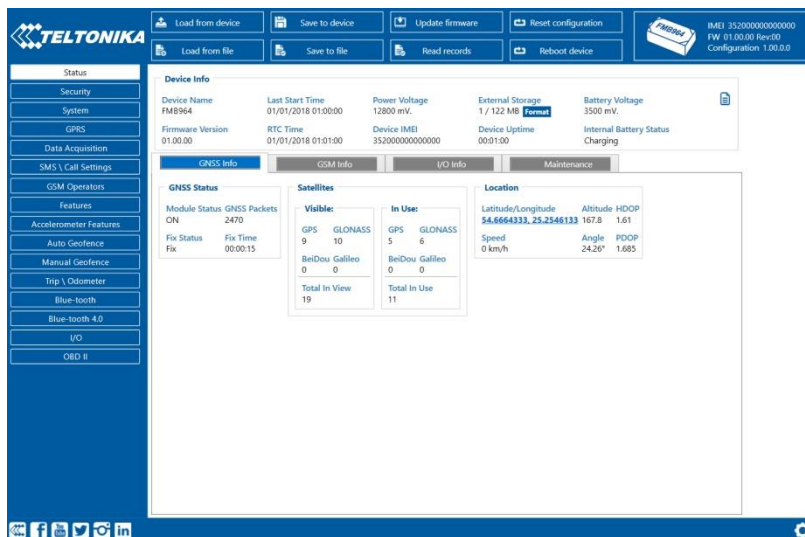 TELTONIKA
Load from device
Save to device
Update firmware
Reset configuration
Load from file
Save to file
Read records
Reboot device
FMB964
IMEI 352000000000000
FW 01.00.00 Rev:00
Configuration 1.00.0.0
Status
Security
System
GPRS
Data Acquisition
SMS \ Call Settings
GSM Operators
Features
Accelerometer Features
Auto Geofence
Manual Geofence
Trip \ Odometer
Blue-tooth
Blue-tooth 4.0
I/O
OBD II
Device Info
Device Name Last Start Time Power Voltage External Storage Battery Voltage
FMB964 01/01/2018 01:00:00 12800 mV. 1 / 122 MB Format 3500 mV.
Firmware Version RTC Time Device IMEI Device Uptime Internal Battery Status
01.00.00 01/01/2018 01:01:00 352000000000000 00:01:00 Charging
GNSS Info GSM Info I/O Info Maintenance
GNSS Status
Module Status GNSS Packets
ON 2470
Fix Status Fix Time
Fix 00:00:15
Satellites
Visible:
GPS GLONASS
9 10
BeiDou Galileo
0 0
Total In View
19
In Use:
GPS GLONASS
5 6
BeiDou Galileo
0 0
Total In Use
11
Location
Latitude/Longitude Altitude HDOP
54.6664333, 25.2546133 167.8 1.61
Speed Angle PDOP
0 km/h 24.26° 1.685